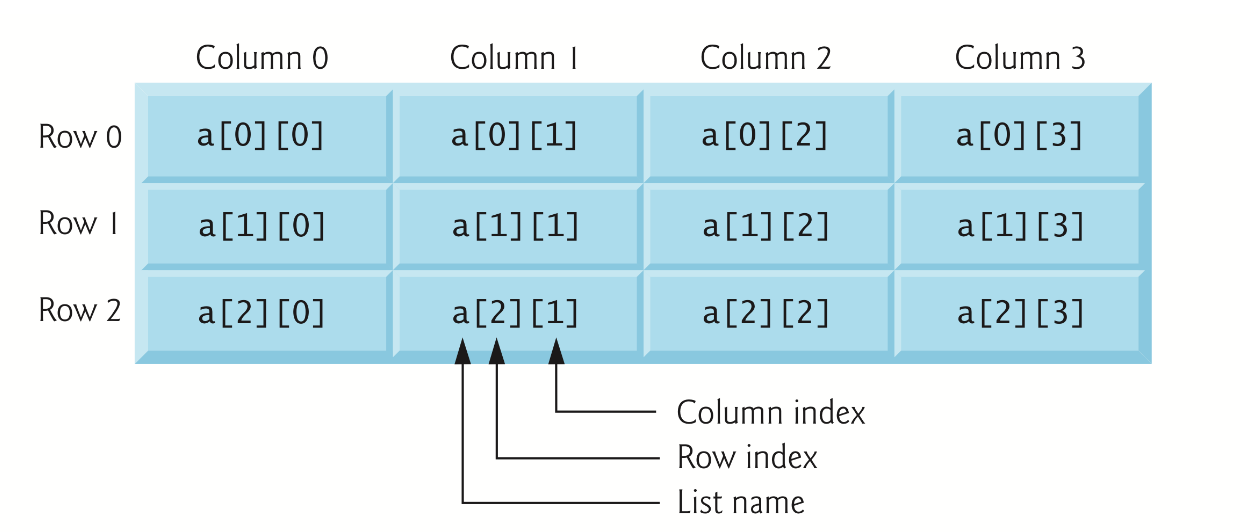 Column 0 Column 1 Column 2 Column 3
Row 0 a[0][0] a[0][1] a[0][2] a[0][3]
Row 1 a[1][0] a[1][1] a[1][2] a[1][3]
Row 2 a[2][0] a[2][1] a[2][2] a[2][3]
Column index
Row index
List name